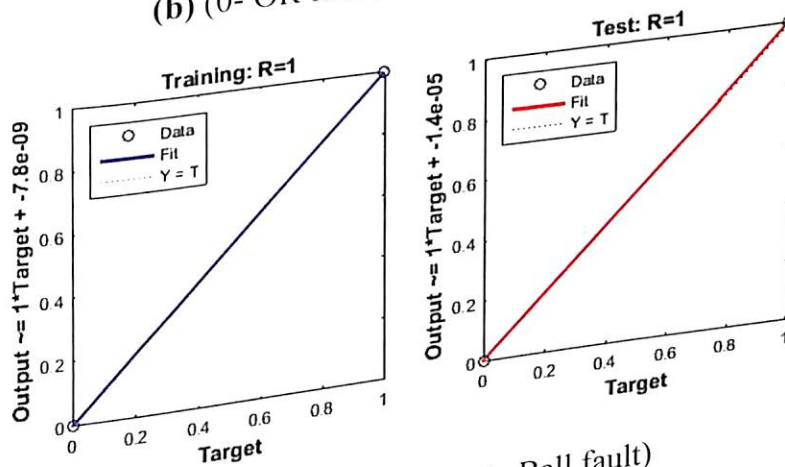 (b) (0- OR
Training: R=1
Output ~= 1*Target + -7.8e-09
1
0.8
0.6
0.4
0.2
0
Data
Fit
Y = T
0 0.2 0.4 0.6 0.8 1
Target
Test: R=1
Output ~= 1*Target + -1.4e-05
1
0.8
0.6
0.4
0.2
0
Data
Fit
Y = T
0 0.2 0.4 0.6 0.8 1
Target
Ball fault)